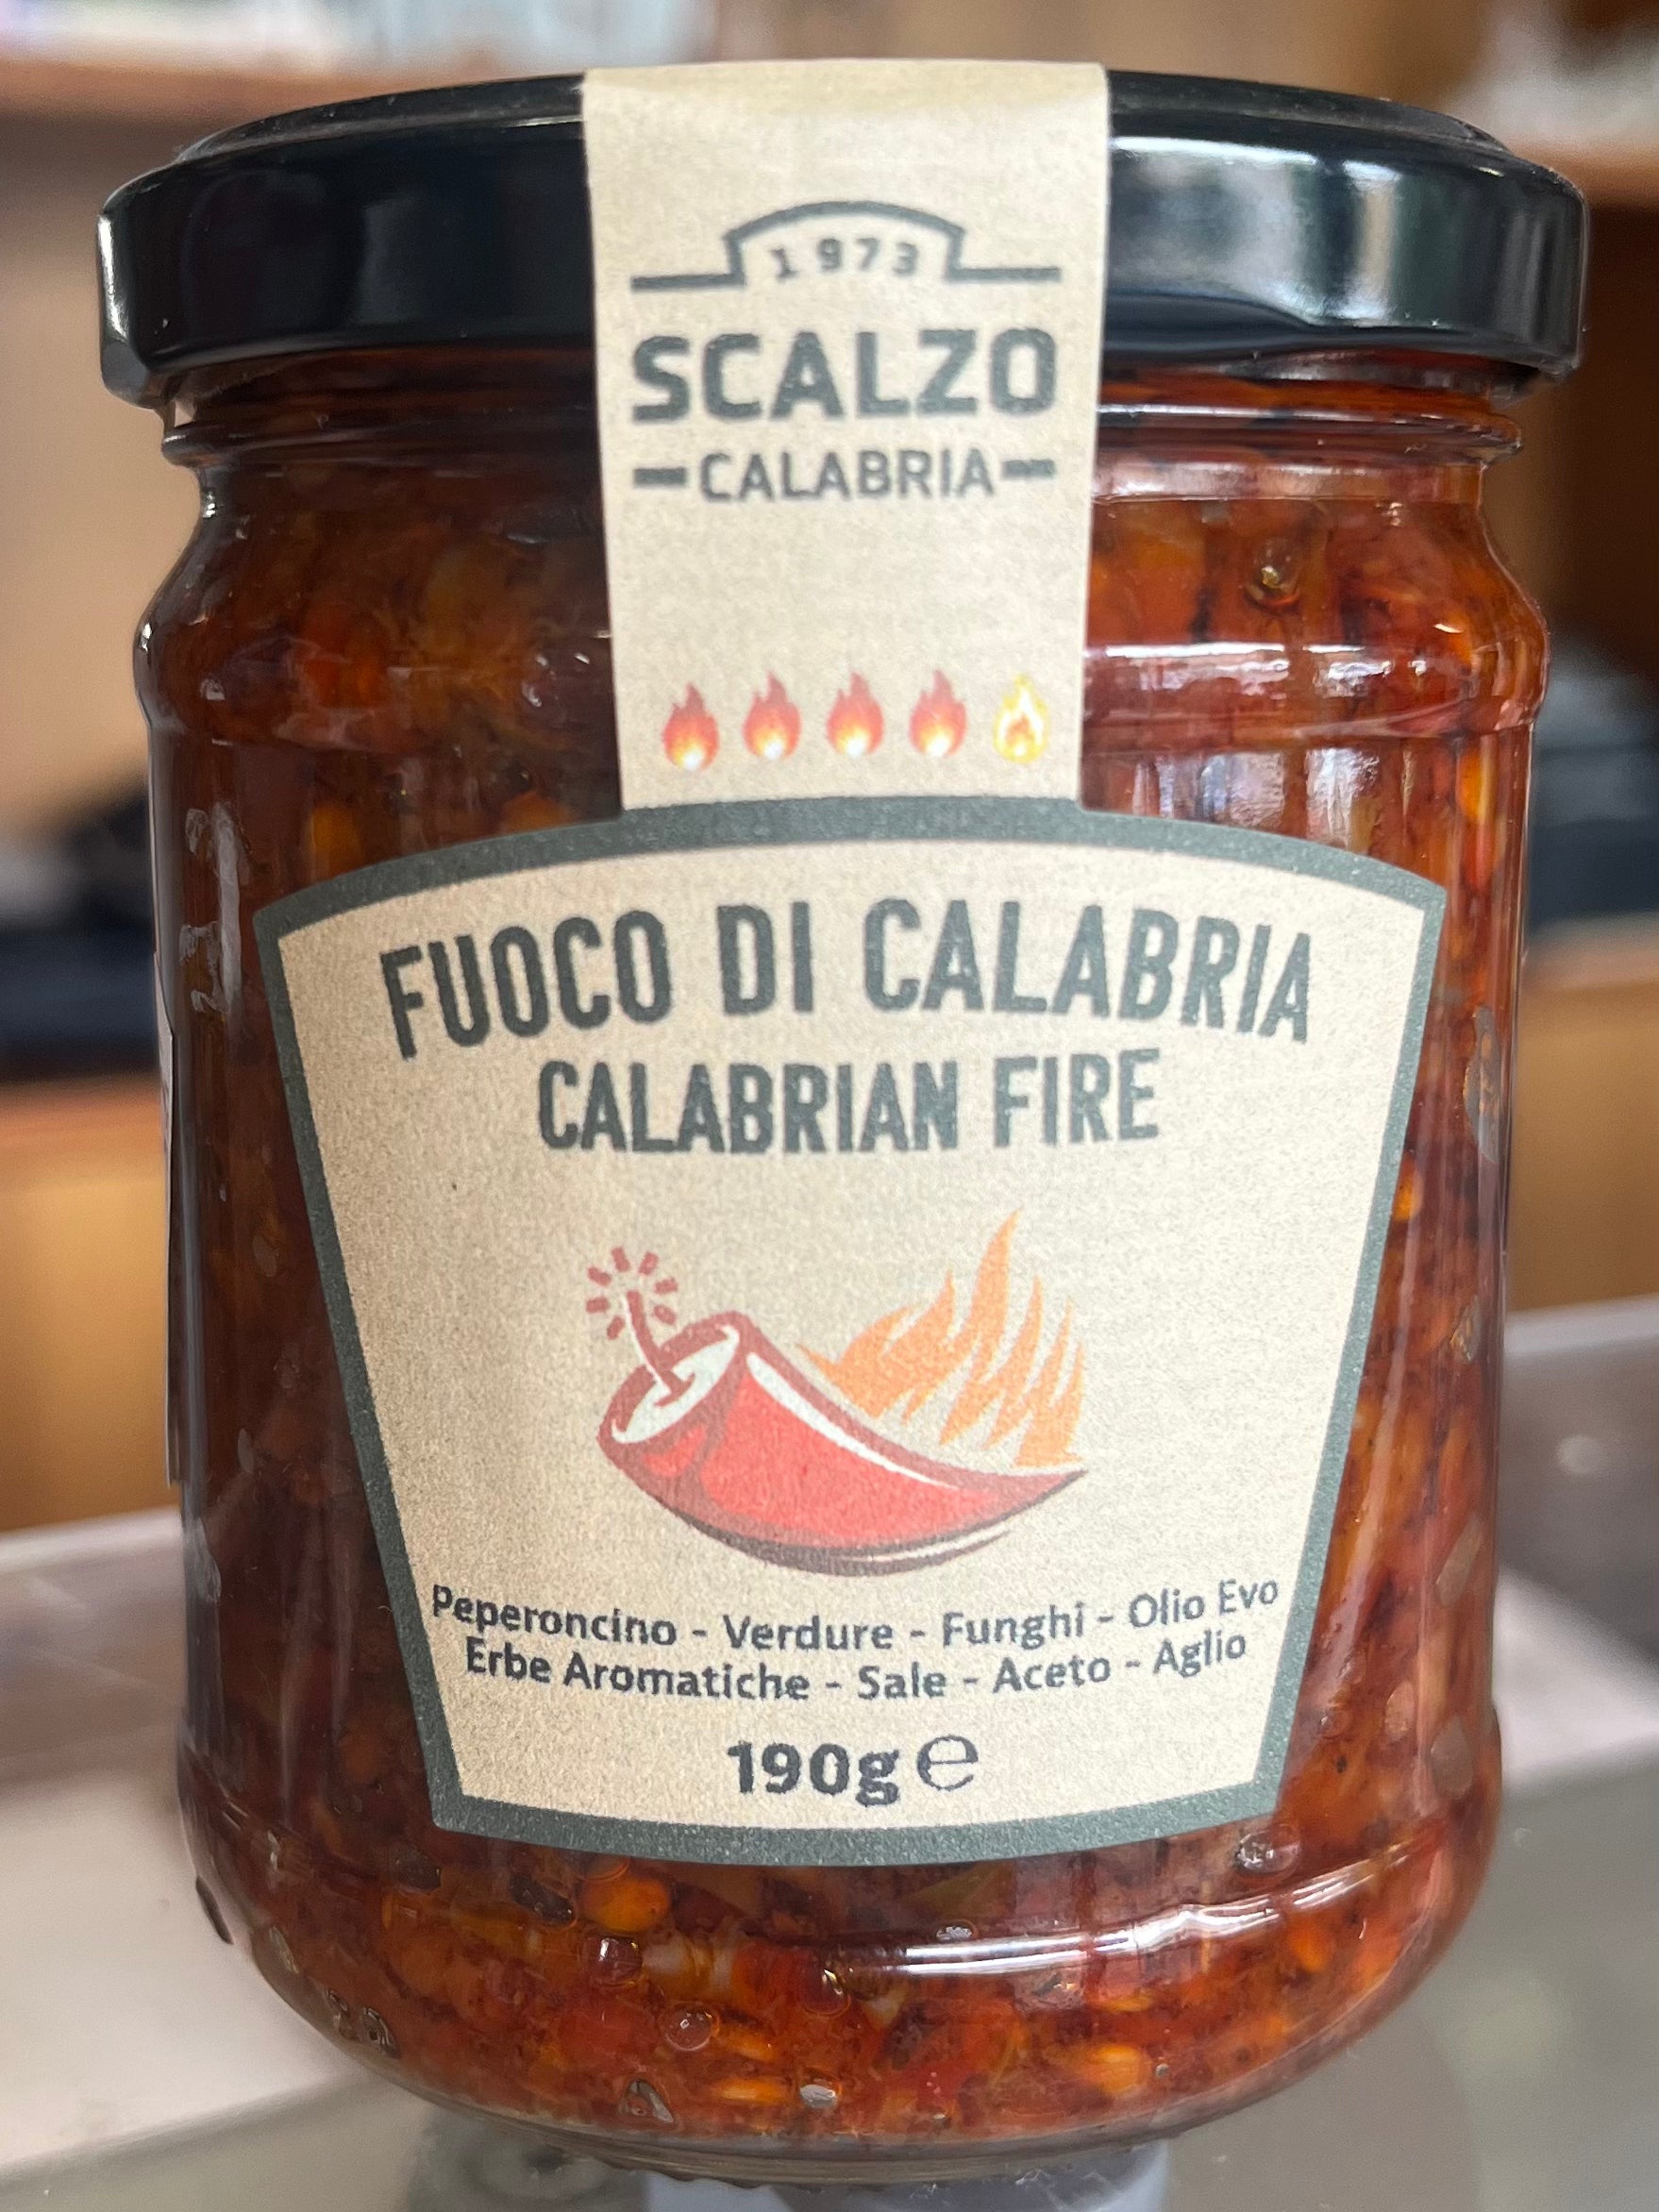 1973
SCALZO
CALABRIA
FUOCO DI CALABRIA
CALABRIAN FIRE
Peperoncino - Verdure - Funghi - Olio Evo
Erbe Aromatiche - Sale - Aceto - Aglio
190g ℮